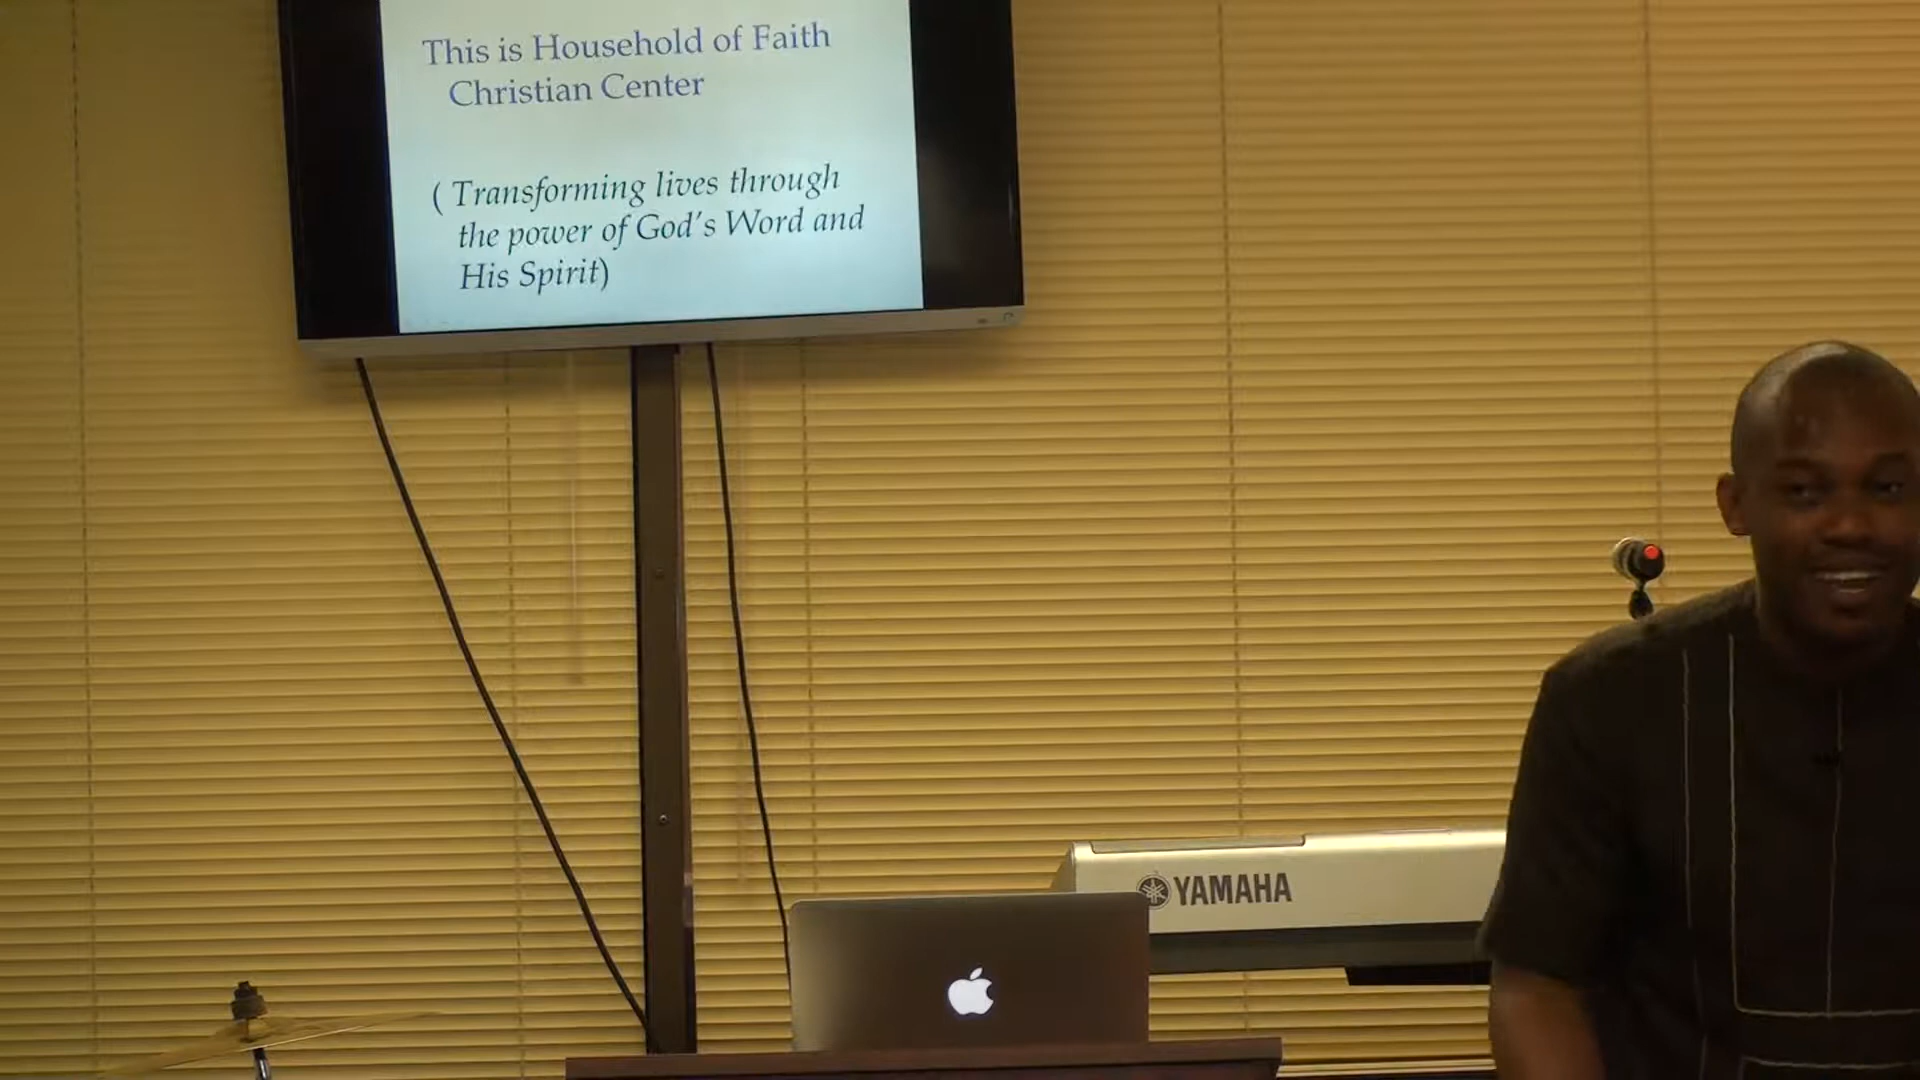 This is Household of Faith
Christian Center
( Transforming lives through
the power of God's Word and
His Spirit)
YAMAHA